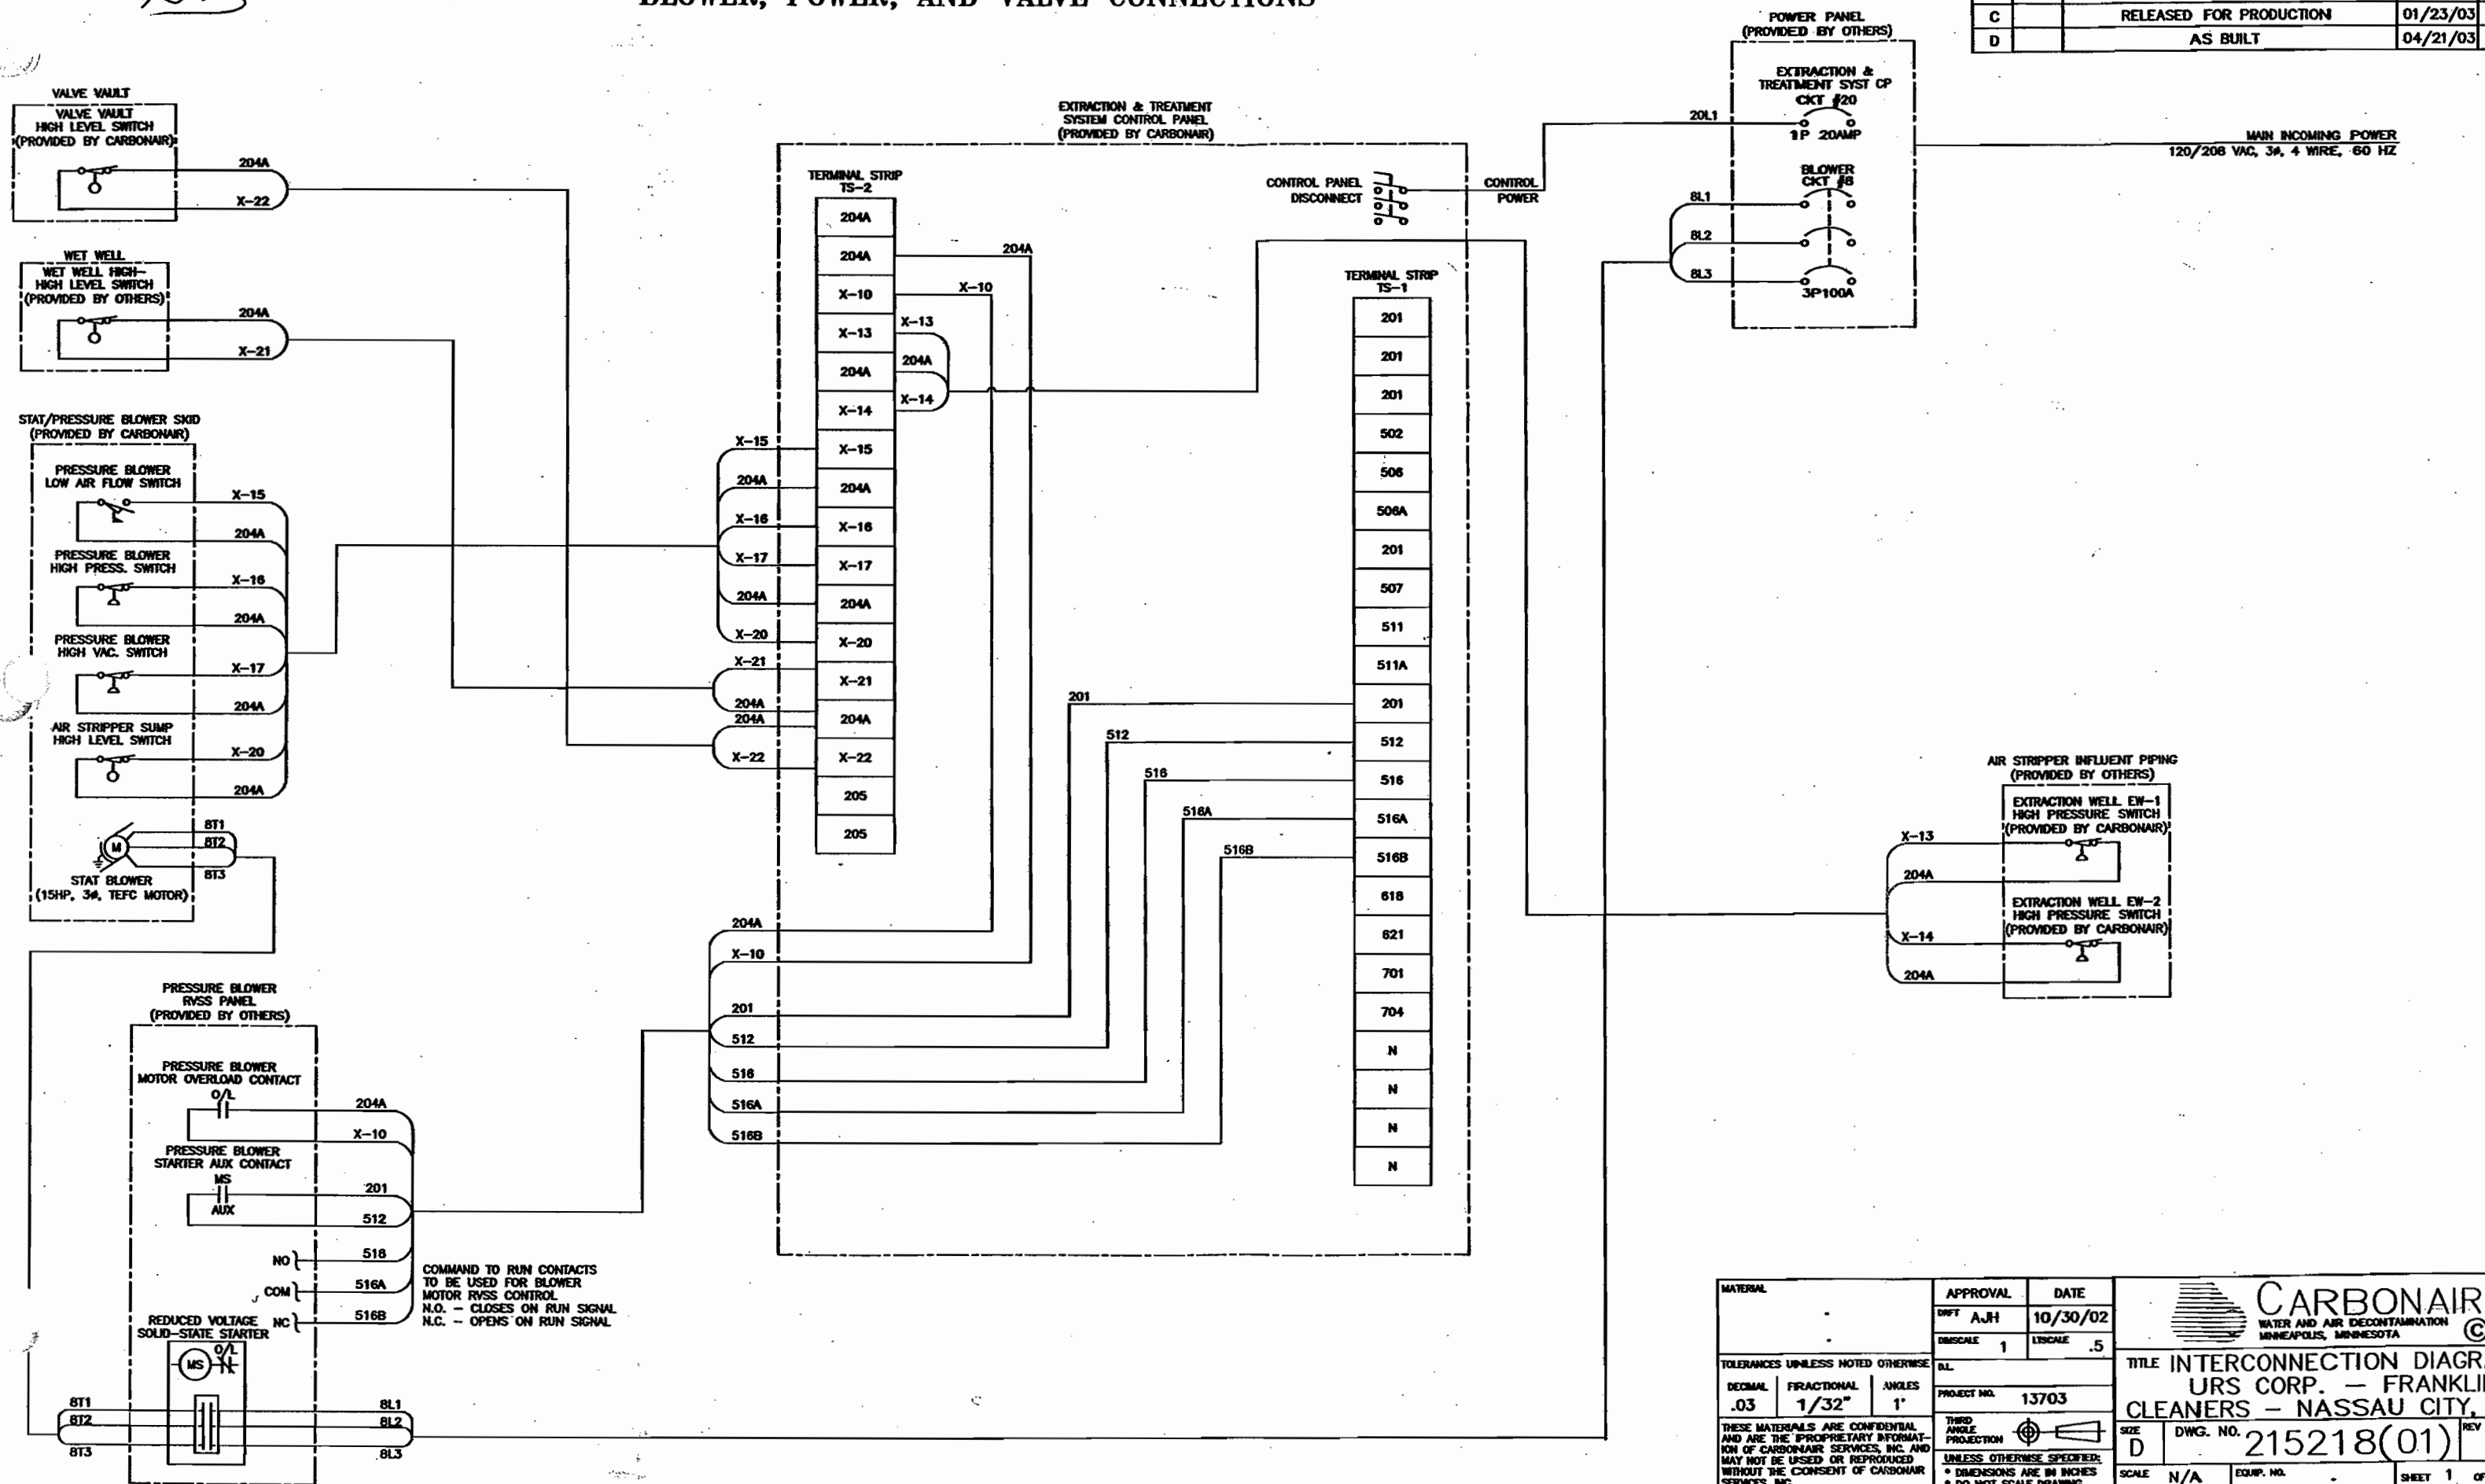 BLOWER, POWER, AND VALVE CONNECTIONS
C RELEASED FOR PRODUCTION 01/23/03
D AS BUILT 04/21/03
POWER PANEL
(PROVIDED BY OTHERS)
EXTRACTION &
TREATMENT SYST CP
CKT #20
20L1
1P 20AMP
MAIN INCOMING POWER
120/208 VAC, 3ø, 4 WIRE, 60 HZ
BLOWER
CKT #8
8L1
8L2
8L3
3P100A
VALVE VAULT
VALVE VAULT
HIGH LEVEL SWITCH
(PROVIDED BY CARBONAIR)
204A
X-22
WET WELL
WET WELL HIGH-
HIGH LEVEL SWITCH
(PROVIDED BY OTHERS)
204A
X-21
STAT/PRESSURE BLOWER SKID
(PROVIDED BY CARBONAIR)
PRESSURE BLOWER
LOW AIR FLOW SWITCH
X-15
204A
PRESSURE BLOWER
HIGH PRESS. SWITCH
X-16
204A
PRESSURE BLOWER
HIGH VAC. SWITCH
X-17
204A
AIR STRIPPER SUMP
HIGH LEVEL SWITCH
X-20
204A
M
8T1
8T2
8T3
STAT BLOWER
(15HP, 3ø, TEFC MOTOR)
PRESSURE BLOWER
RVSS PANEL
(PROVIDED BY OTHERS)
PRESSURE BLOWER
MOTOR OVERLOAD CONTACT
O/L
204A
X-10
PRESSURE BLOWER
STARTER AUX CONTACT
MS
AUX
201
512
NO 516
COM 516A
NC 516B
COMMAND TO RUN CONTACTS
TO BE USED FOR BLOWER
MOTOR RVSS CONTROL
N.O. - CLOSES ON RUN SIGNAL
N.C. - OPENS ON RUN SIGNAL
REDUCED VOLTAGE
SOLID-STATE STARTER
MS
O/L
8T1
8T2
8T3
8L1
8L2
8L3
EXTRACTION & TREATMENT
SYSTEM CONTROL PANEL
(PROVIDED BY CARBONAIR)
CONTROL PANEL
DISCONNECT
CONTROL
POWER
TERMINAL STRIP
TS-2
204A
204A
X-10
X-13
204A
X-14
X-15
204A
X-16
X-17
204A
X-20
X-21
204A
X-22
205
205
204A
X-10
X-13
204A
X-14
X-15
204A
X-16
X-17
204A
X-20
X-21
204A
204A
X-22
TERMINAL STRIP
TS-1
201
201
201
502
506
506A
201
507
511
511A
201
512
516
516A
516B
618
621
701
704
N
N
N
N
201
512
516
516A
516B
204A
X-10
201
512
516
516A
516B
AIR STRIPPER INFLUENT PIPING
(PROVIDED BY OTHERS)
EXTRACTION WELL EW-1
HIGH PRESSURE SWITCH
(PROVIDED BY CARBONAIR)
X-13
204A
EXTRACTION WELL EW-2
HIGH PRESSURE SWITCH
(PROVIDED BY CARBONAIR)
X-14
204A
MATERIAL
TOLERANCES UNLESS NOTED OTHERWISE
DECIMAL FRACTIONAL ANGLES
.03 1/32" 1°
THESE MATERIALS ARE CONFIDENTIAL
AND ARE THE PROPRIETARY INFORMAT-
ION OF CARBONAIR SERVICES, INC. AND
MAY NOT BE USED OR REPRODUCED
WITHOUT THE CONSENT OF CARBONAIR
SERVICES, INC.
APPROVAL DATE
DRFT AJH 10/30/02
DIMSCALE 1 LTSCALE .5
D.L.
PROJECT NO. 13703
THIRD
ANGLE
PROJECTION
UNLESS OTHERWISE SPECIFIED:
• DIMENSIONS ARE IN INCHES
• DO NOT SCALE DRAWING
CARBONAIR
WATER AND AIR DECONTAMINATION
MINNEAPOLIS, MINNESOTA
©
TITLE INTERCONNECTION DIAGR
URS CORP. - FRANKLI
CLEANERS - NASSAU CITY,
SIZE D DWG. NO. 215218(01) REV
SCALE N/A EQUIP. NO. - SHEET 1 OF